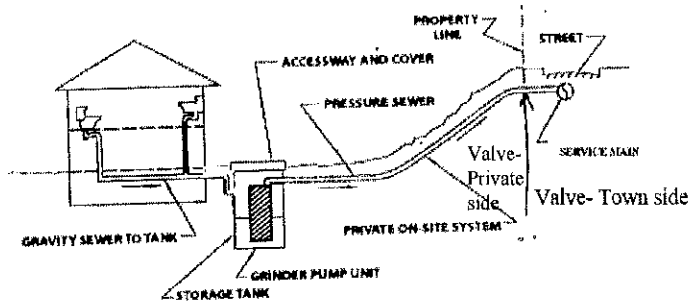 PROPERTY
LINE
STREET
ACCESSWAY AND COVER
PRESSURE SEWER
SERVICE MAIN
Valve-
Private
side
Valve- Town side
GRAVITY SEWER TO TANK
PRIVATE ON-SITE SYSTEM
GRINDER PUMP UNIT
STORAGE TANK